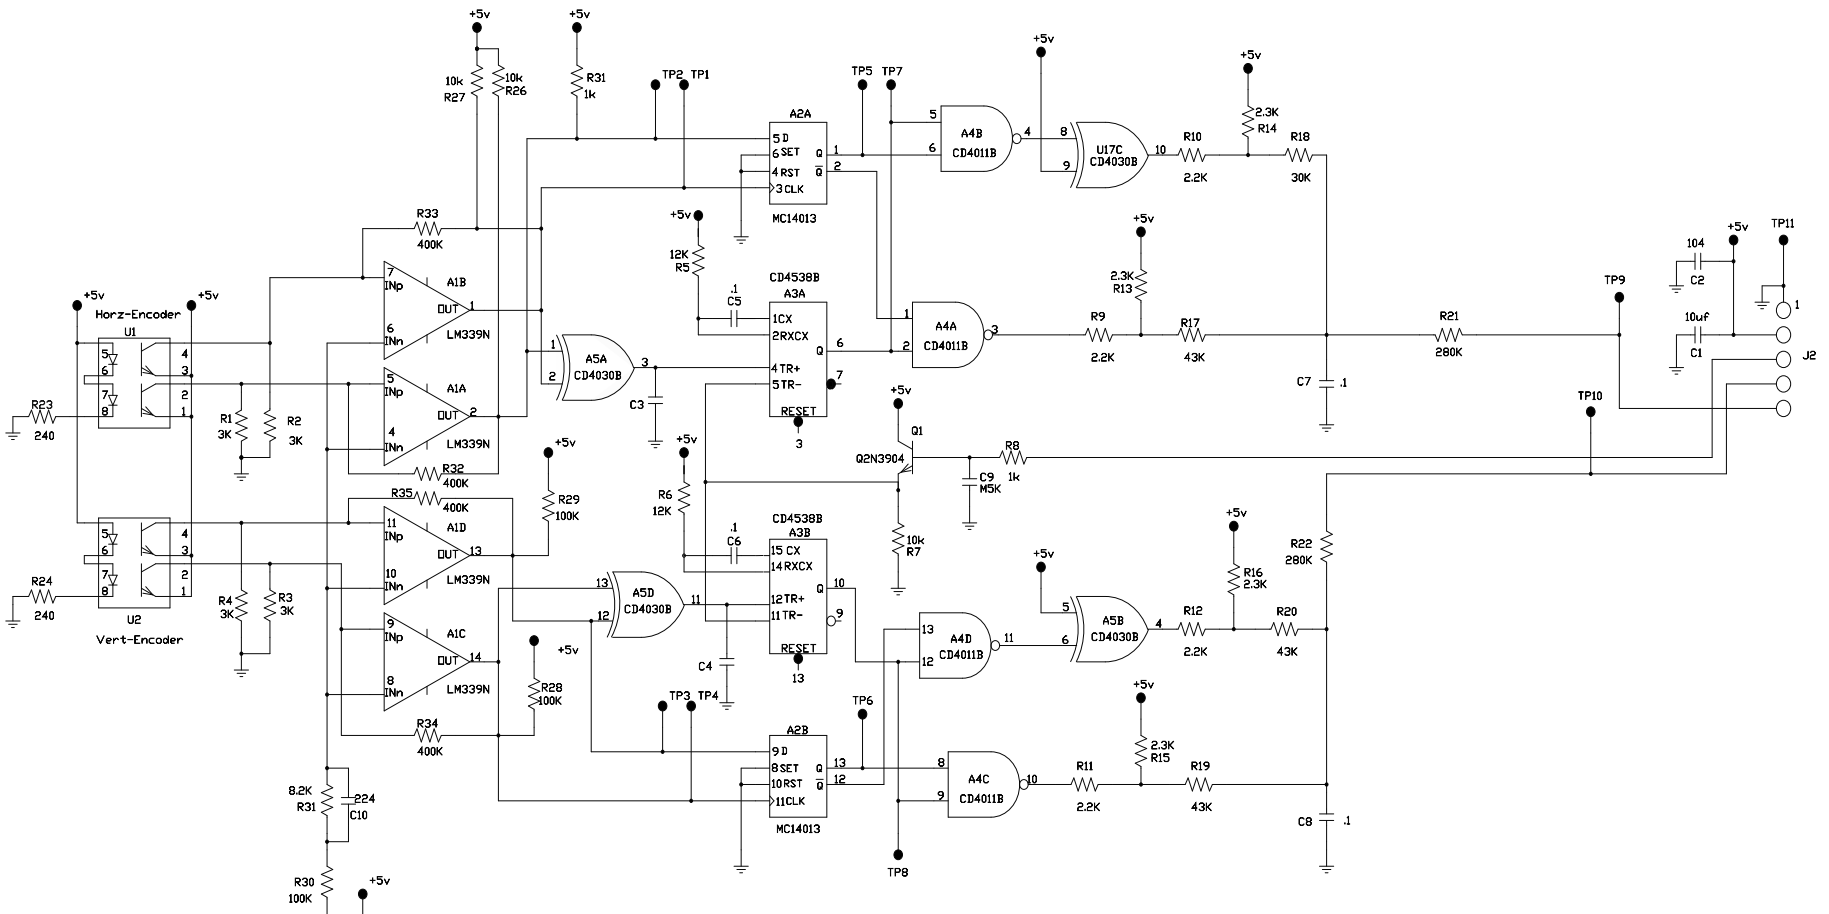 +5v
+5v
+5v
+5v
10k
R27
10k
R26
R31
1k
TP2 TP1
TP5 TP7
2.3K
R14
A2A
5 D
6 SET
4 RST
3 CLK
Q 1
Q 2
MC14013
5
6
A4B
CD4011B
4
8
9
U17C
CD4030B
10
R10
2.2K
R18
30K
R33
400K
+5v
12K
R5
.1
C5
CD4538B
A3A
1 CX
2 RXCX
Q 6
4 TR+
5 TR-
7
RESET
3
+5v
2.3K
R13
1
2
A4A
CD4011B
3
R9
2.2K
R17
43K
R21
280K
TP9
+5v
TP11
104
C2
10uf
C1
1
J2
C7 .1
TP10
+5v
+5v
Horz-Encoder
U1
5
6
7
8
4
3
2
1
R23
240
R1
3K
R2
3K
7
INp
6
INn
A1B
OUT 1
LM339N
5
INp
4
INn
A1A
OUT 2
LM339N
1
2
A5A
CD4030B
3
C3
R32
400K
R35
400K
+5v
R29
100K
+5v
R6
12K
+5v
Q1
Q2N3904
R8
1k
C9
M5K
10k
R7
11
INp
10
INn
A1D
OUT 13
LM339N
5
6
7
8
4
3
2
1
U2
Vert-Encoder
R24
240
R4
3K
R3
3K
9
INp
8
INn
A1C
OUT 14
LM339N
13
12
A5D
CD4030B
11
C4
.1
C6
CD4538B
A3B
15 CX
14 RXCX
Q 10
12 TR+
11 TR-
9
RESET
13
+5v
R28
100K
R34
400K
TP3 TP4
13
12
A4D
CD4011B
11
+5v
5
6
A5B
CD4030B
4
+5v
R16
2.3K
R12
2.2K
R20
43K
R22
280K
A2B
9 D
8 SET
10 RST
11 CLK
Q 13
Q 12
MC14013
TP6
8
9
A4C
CD4011B
10
+5v
2.3K
R15
R11
2.2K
R19
43K
C8 .1
TP8
8.2K
R31
224
C10
R30
100K
+5v